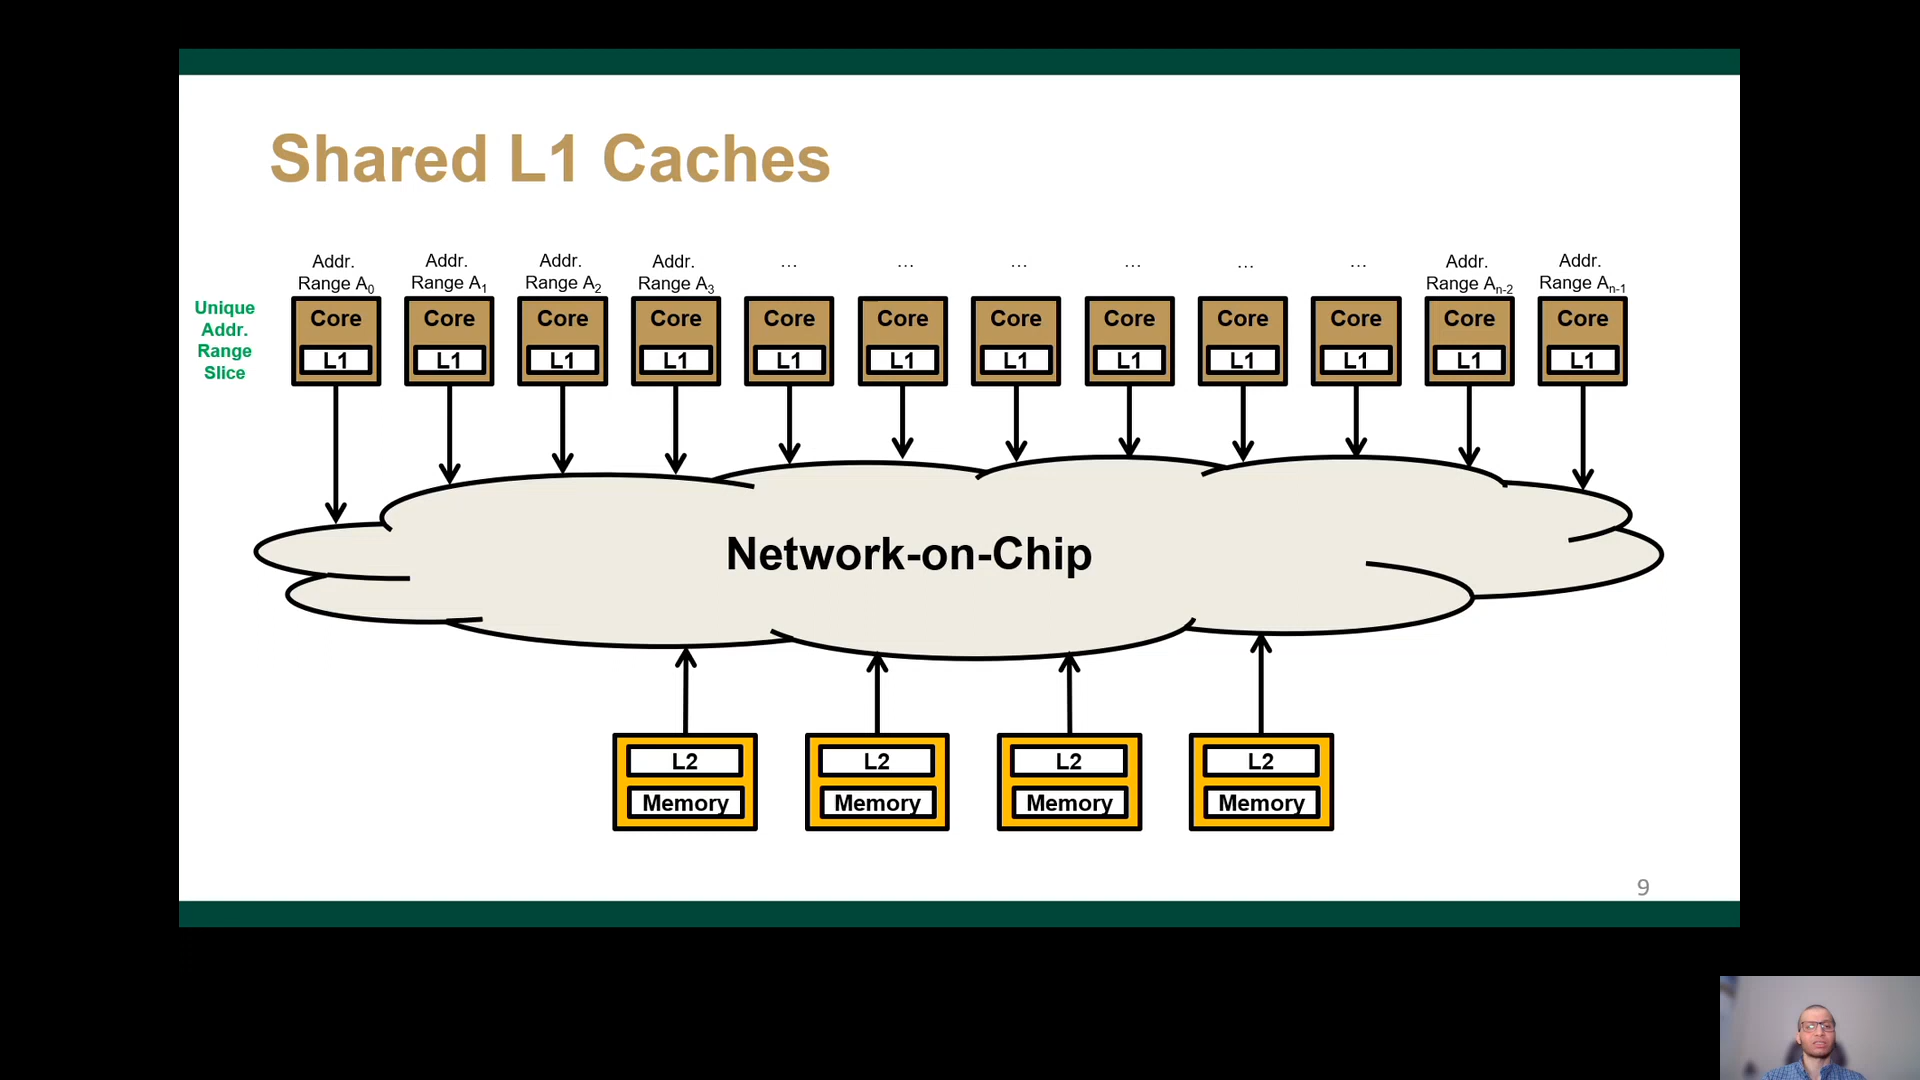 Shared L1 Caches
Addr. Addr. Addr. Addr. ... ... ... ... ... ... Addr. Addr.
Range A0 Range A1 Range A2 Range A3 Range An-2 Range An-1
Unique
Addr.
Range
Slice
Core Core Core Core Core Core Core Core Core Core Core Core
L1 L1 L1 L1 L1 L1 L1 L1 L1 L1 L1 L1
Network-on-Chip
L2 L2 L2 L2
Memory Memory Memory Memory
9